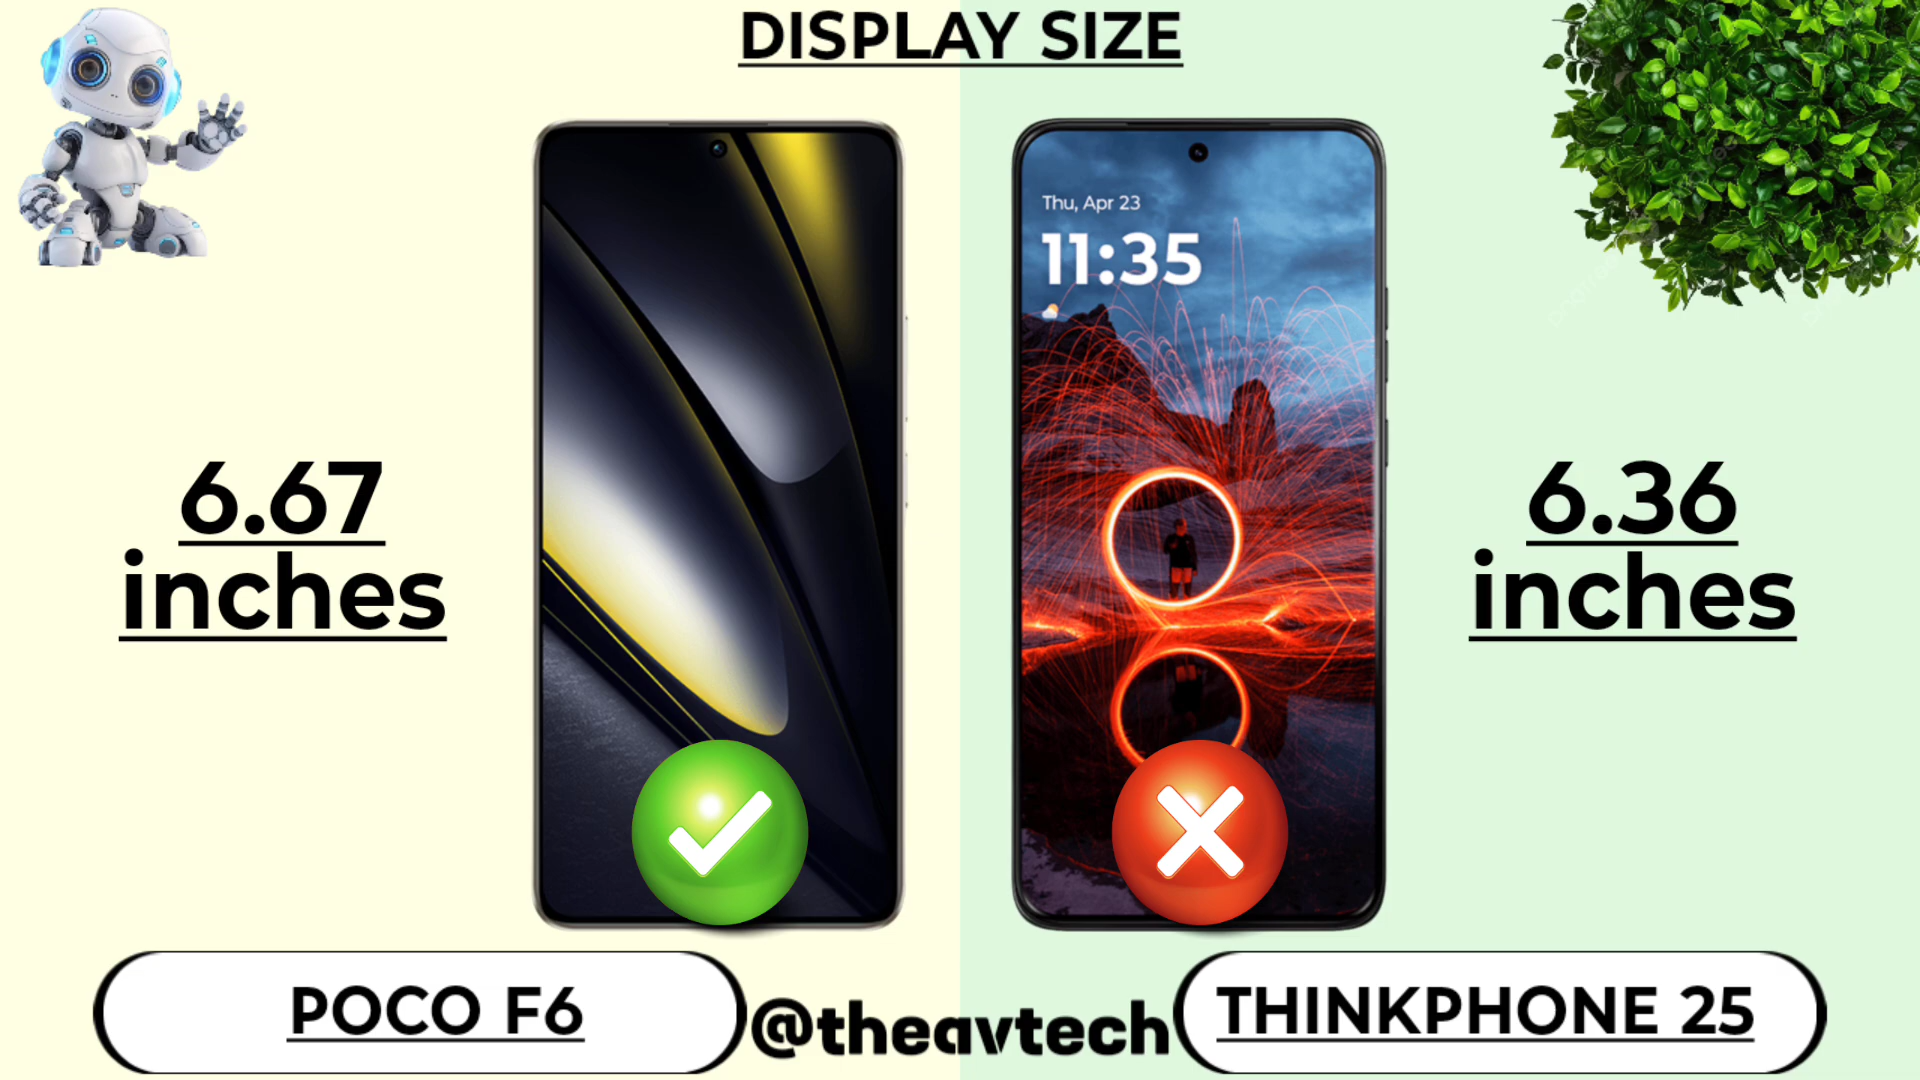 DISPLAY SIZE
Thu, Apr 23
11:35
6.67
inches
6.36
inches
POCO F6
@theavtech
THINKPHONE 25